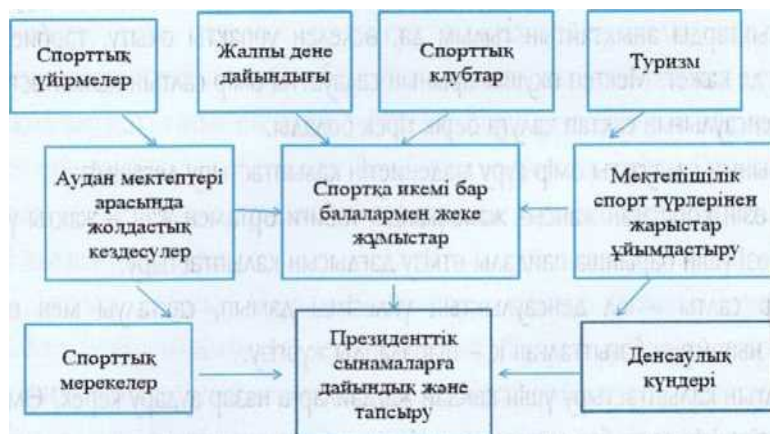 Спорттық
үйірмелер
Жалпы дене
дайындығы
Спорттық
клубтар
Туризм
Аудан мектептері
арасында
жолдастық
кездесулер
Спортқа икемі бар
балалармен жеке
жұмыстар
Мектепішілік
спорт түрлерінен
жарыстар
ұйымдастыру
Спорттық
мерекелер
Президенттік
сынамаларға
дайындық және
тапсыру
Денсаулық
күндері